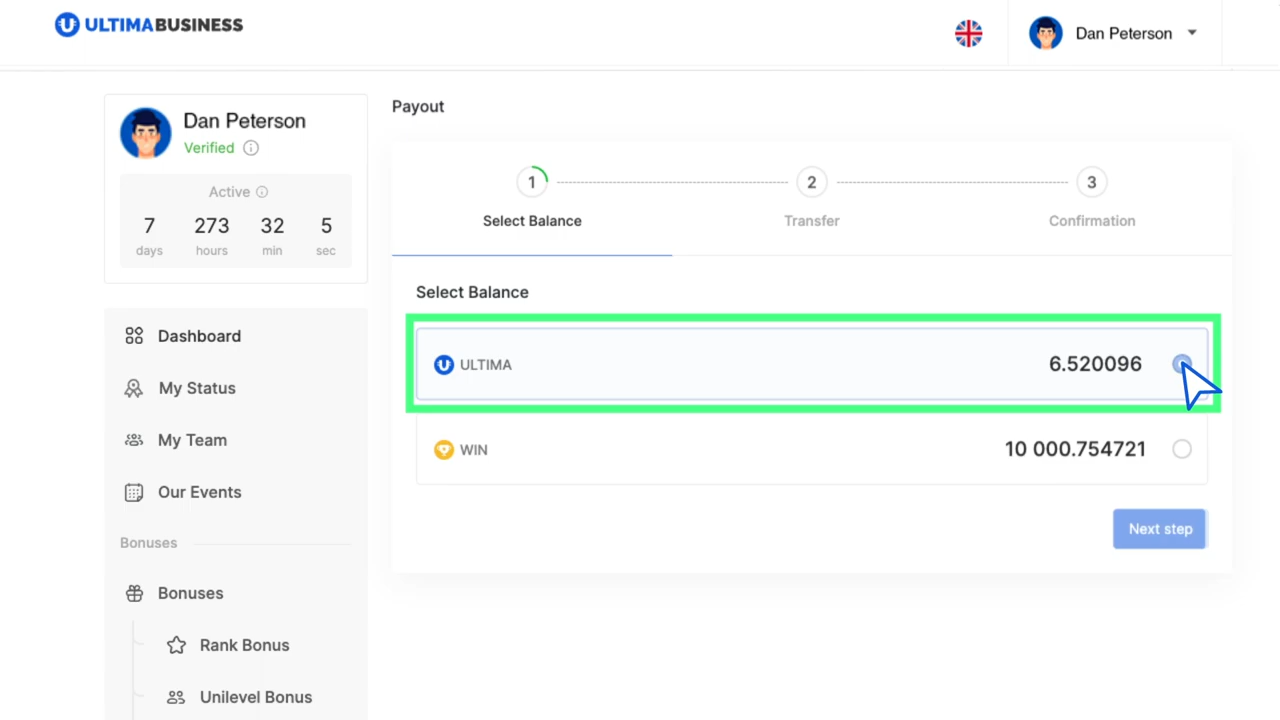 ULTIMABUSINESS
Dan Peterson
Dan Peterson
Verified
Active
7 273 32 5
days hours min sec
Dashboard
My Status
My Team
Our Events
Bonuses
Bonuses
Rank Bonus
Unilevel Bonus
Payout
1 2 3
Select Balance Transfer Confirmation
Select Balance
ULTIMA 6.520096
WIN 10 000.754721
Next step